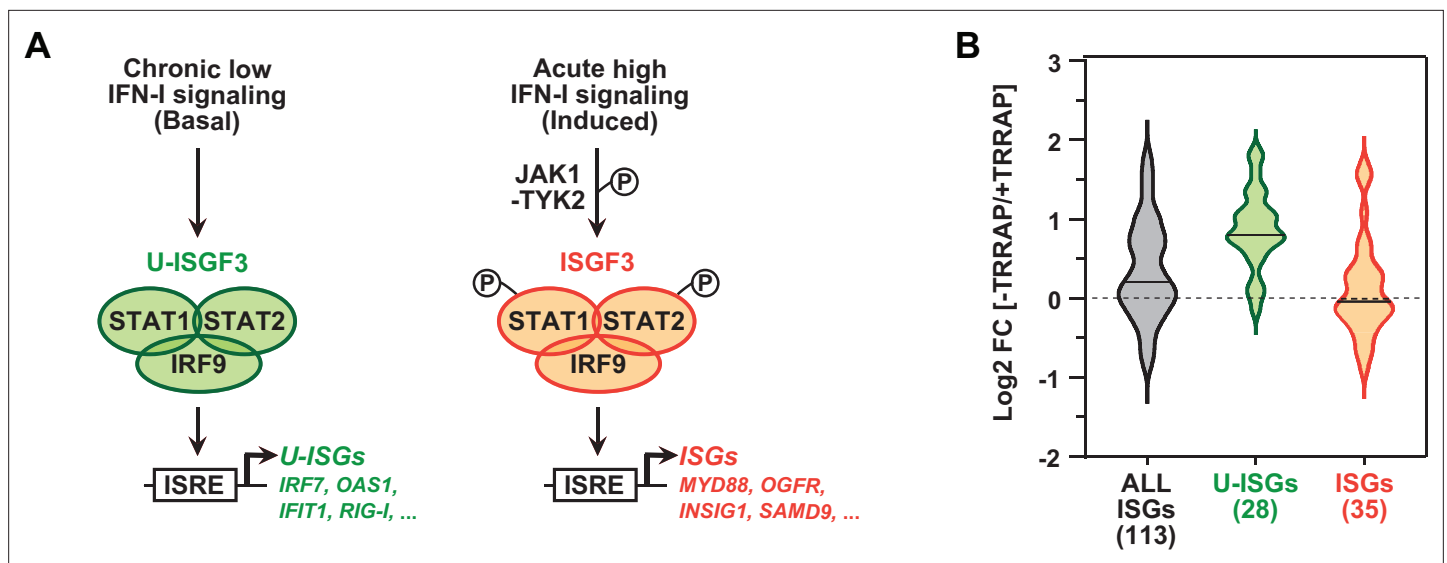 A
Chronic low
IFN-I signaling
(Basal)
U-ISGF3
STAT1 STAT2
IRF9
ISRE
U-ISGs
IRF7, OAS1,
IFIT1, RIG-I, ...
Acute high
IFN-I signaling
(Induced)
JAK1
-TYK2
P
ISGF3
P
P
STAT1 STAT2
IRF9
ISRE
ISGs
MYD88, OGFR,
INSIG1, SAMD9, ...
B
Log2 FC [-TRRAP/+TRRAP]
3
2
1
0
-1
-2
ALL
ISGs
(113)
U-ISGs
(28)
ISGs
(35)